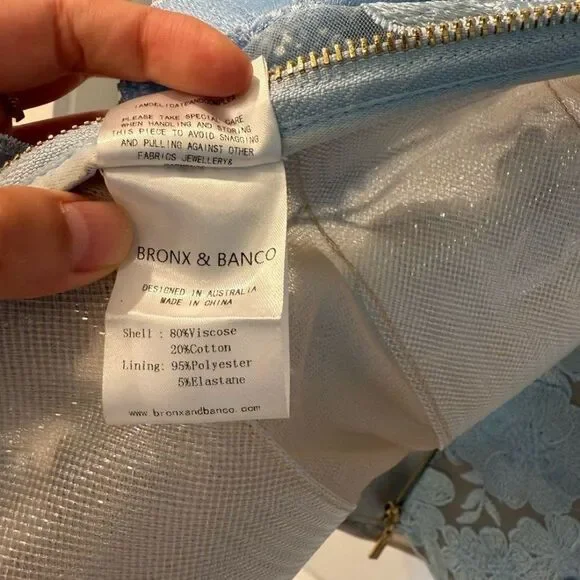 PLEASE TAKE SPECIAL CARE
WHEN HANDLING AND STORING
THIS PIECE TO AVOID SNAGGING
AND PULLING AGAINST OTHER
FABRICS JEWELLERY&
BRONX & BANCO
DESIGNED IN AUSTRALIA
MADE IN CHINA
Shell : 80%Viscose
20%Cotton
Lining: 95%Polyester
5%Elastane
www.bronxandbanco.com